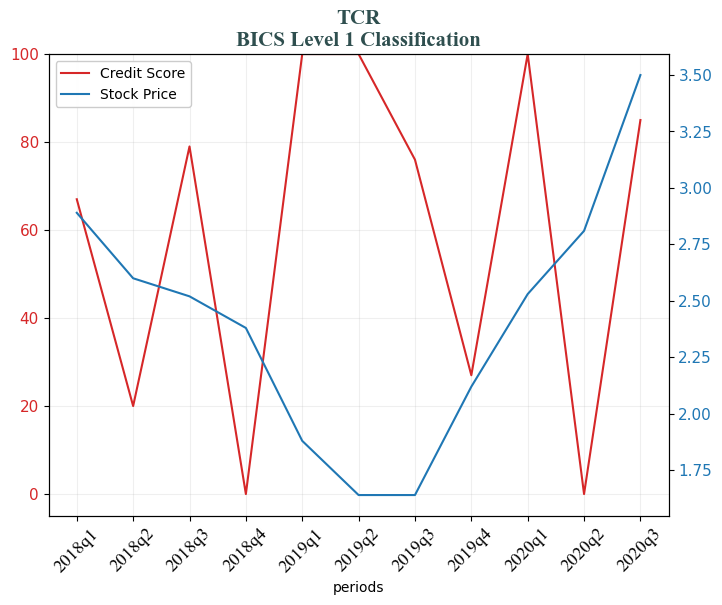 TCR
BICS Level 1 Classification
Credit Score
Stock Price
100
80
60
40
20
0
3.50
3.25
3.00
2.75
2.50
2.25
2.00
1.75
2018q1
2018q2
2018q3
2018q4
2019q1
2019q2
2019q3
2019q4
2020q1
2020q2
2020q3
periods